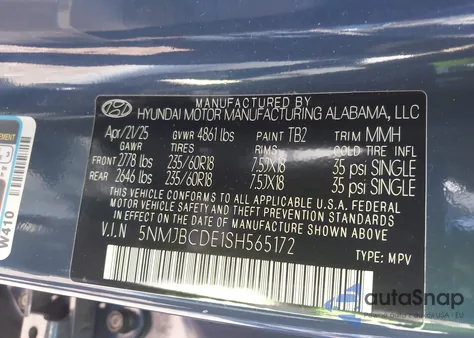 MANUFACTURED BY
HYUNDAI MOTOR MANUFACTURING ALABAMA, LLC
Apr/21/25 GVWR 4861 lbs PAINT TB2 TRIM MMH
GAWR TIRES RIMS COLD TIRE INFL
FRONT 2778 lbs 235/60R18 7.5JX18 35 psi SINGLE
REAR 2646 lbs 235/60R18 7.5JX18 35 psi SINGLE
THIS VEHICLE CONFORMS TO ALL APPLICABLE U.S.A. FEDERAL
MOTOR VEHICLE SAFETY AND THEFT PREVENTION STANDARDS
IN EFFECT ON THE DATE OF MANUFACTURE SHOWN ABOVE.
V.I.N 5NMJBCDE1SH565172
TYPE: MPV
W410
autoSnap